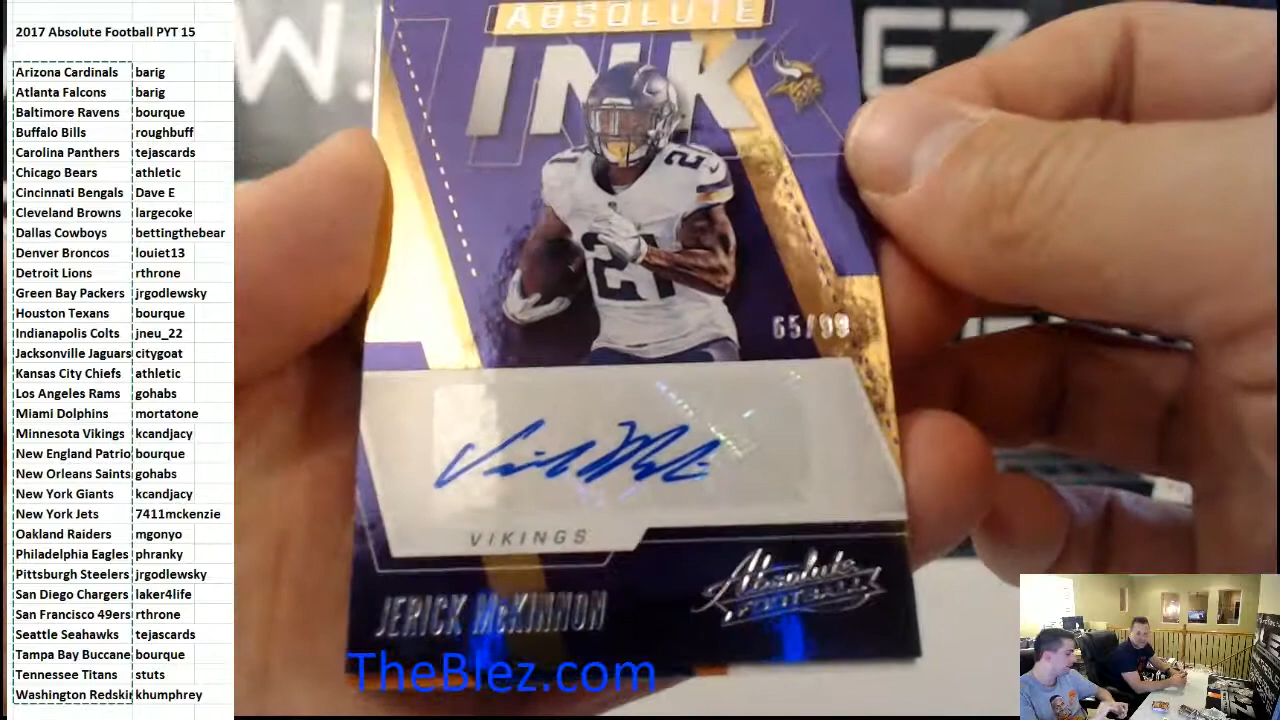 2017 Absolute Football PYT 15
Arizona Cardinals barig
Atlanta Falcons barig
Baltimore Ravens bourque
Buffalo Bills roughbuff
Carolina Panthers tejascards
Chicago Bears athletic
Cincinnati Bengals Dave E
Cleveland Browns largecoke
Dallas Cowboys bettingthebear
Denver Broncos louiet13
Detroit Lions rthrone
Green Bay Packers jrgodlewsky
Houston Texans bourque
Indianapolis Colts jneu_22
Jacksonville Jaguars citygoat
Kansas City Chiefs athletic
Los Angeles Rams gohabs
Miami Dolphins mortatone
Minnesota Vikings kcandjacy
New England Patrio bourque
New Orleans Saints gohabs
New York Giants kcandjacy
New York Jets 7411mckenzie
Oakland Raiders mgonyo
Philadelphia Eagles phranky
Pittsburgh Steelers jrgodlewsky
San Diego Chargers laker4life
San Francisco 49ers rthrone
Seattle Seahawks tejascards
Tampa Bay Buccane bourque
Tennessee Titans stuts
Washington Redskin khumphrey
W EZ
ABSOLUTE
INK
21
21
65/99
VIKINGS
Absolute
FOOTBALL
JERICK McKINNON
TheBlez.com